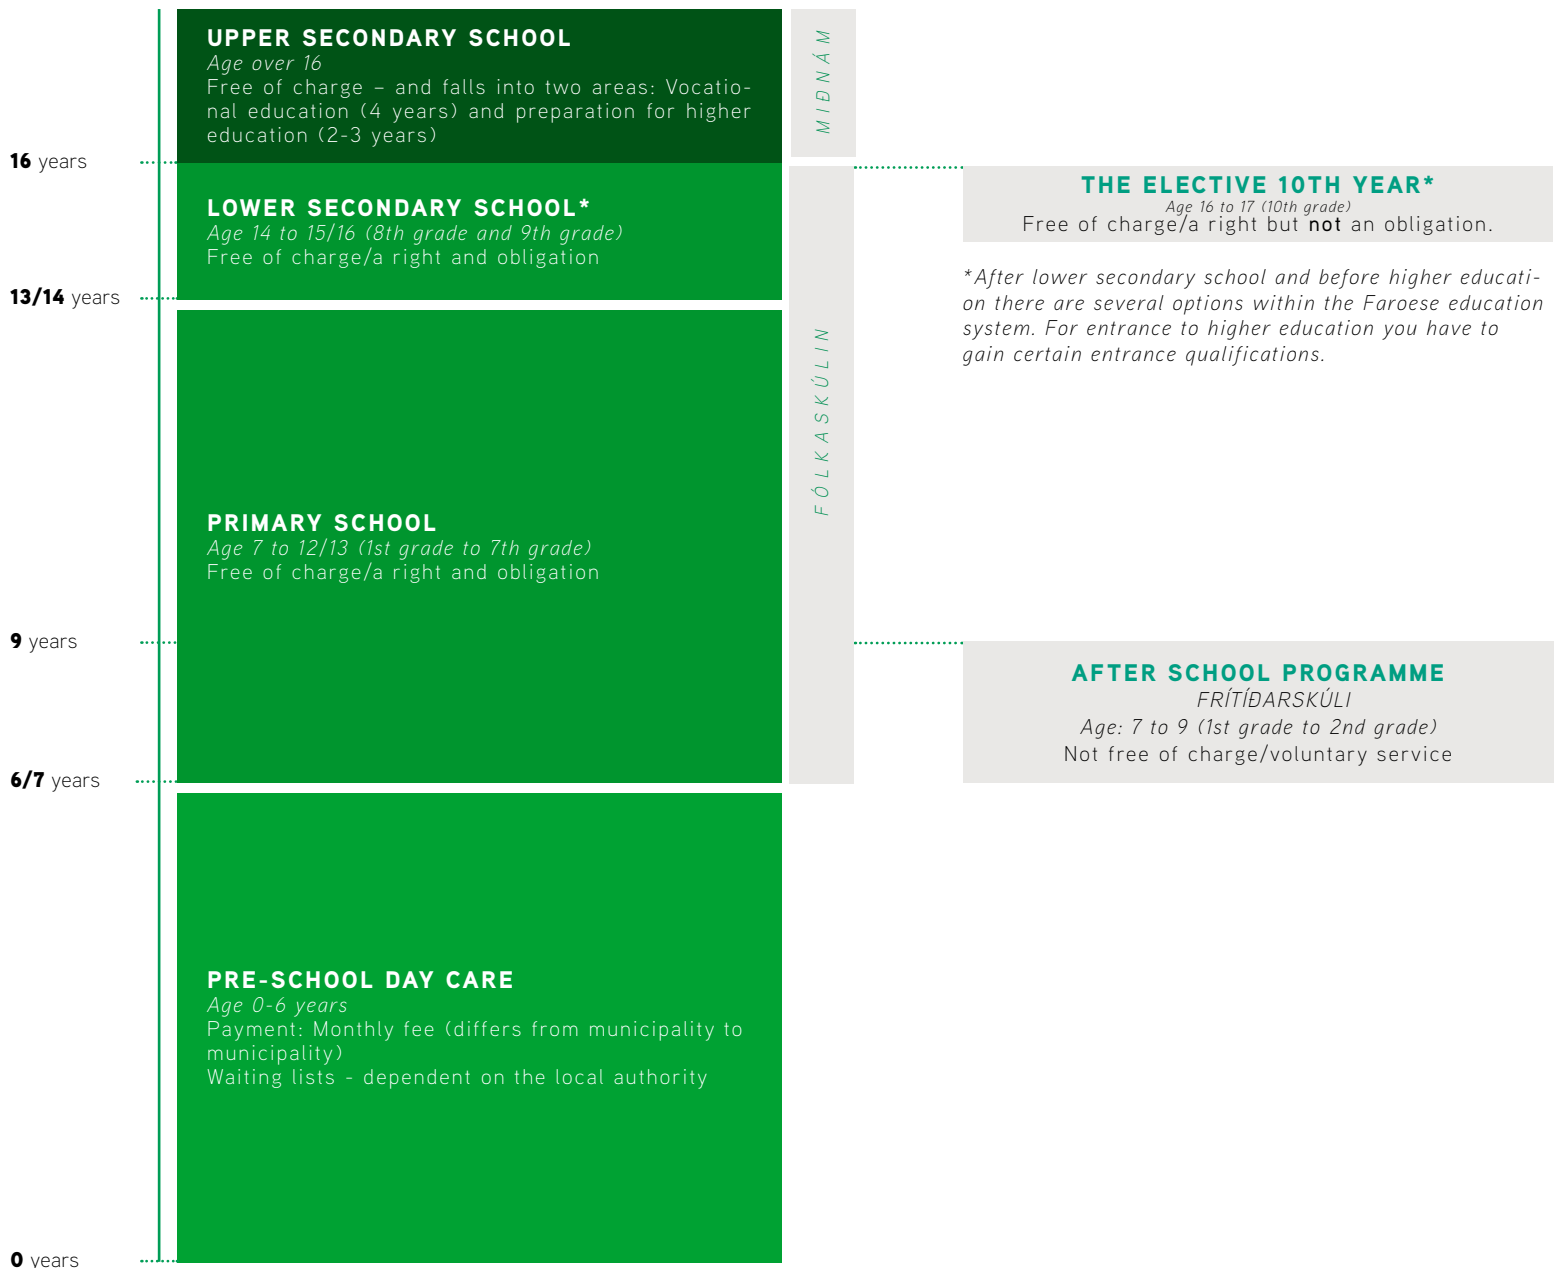 UPPER SECONDARY SCHOOL
Age over 16
Free of charge – and falls into two areas: Vocatio-
nal education (4 years) and preparation for higher
education (2-3 years)
MIÐNÁM
16 years
LOWER SECONDARY SCHOOL*
Age 14 to 15/16 (8th grade and 9th grade)
Free of charge/a right and obligation
13/14 years
THE ELECTIVE 10TH YEAR*
Age 16 to 17 (10th grade)
Free of charge/a right but not an obligation.
*After lower secondary school and before higher educati-
on there are several options within the Faroese education
system. For entrance to higher education you have to
gain certain entrance qualifications.
FÓLKASKÚLIN
PRIMARY SCHOOL
Age 7 to 12/13 (1st grade to 7th grade)
Free of charge/a right and obligation
9 years
AFTER SCHOOL PROGRAMME
FRÍTÍÐARSKÚLI
Age: 7 to 9 (1st grade to 2nd grade)
Not free of charge/voluntary service
6/7 years
PRE-SCHOOL DAY CARE
Age 0-6 years
Payment: Monthly fee (differs from municipality to
municipality)
Waiting lists - dependent on the local authority
0 years